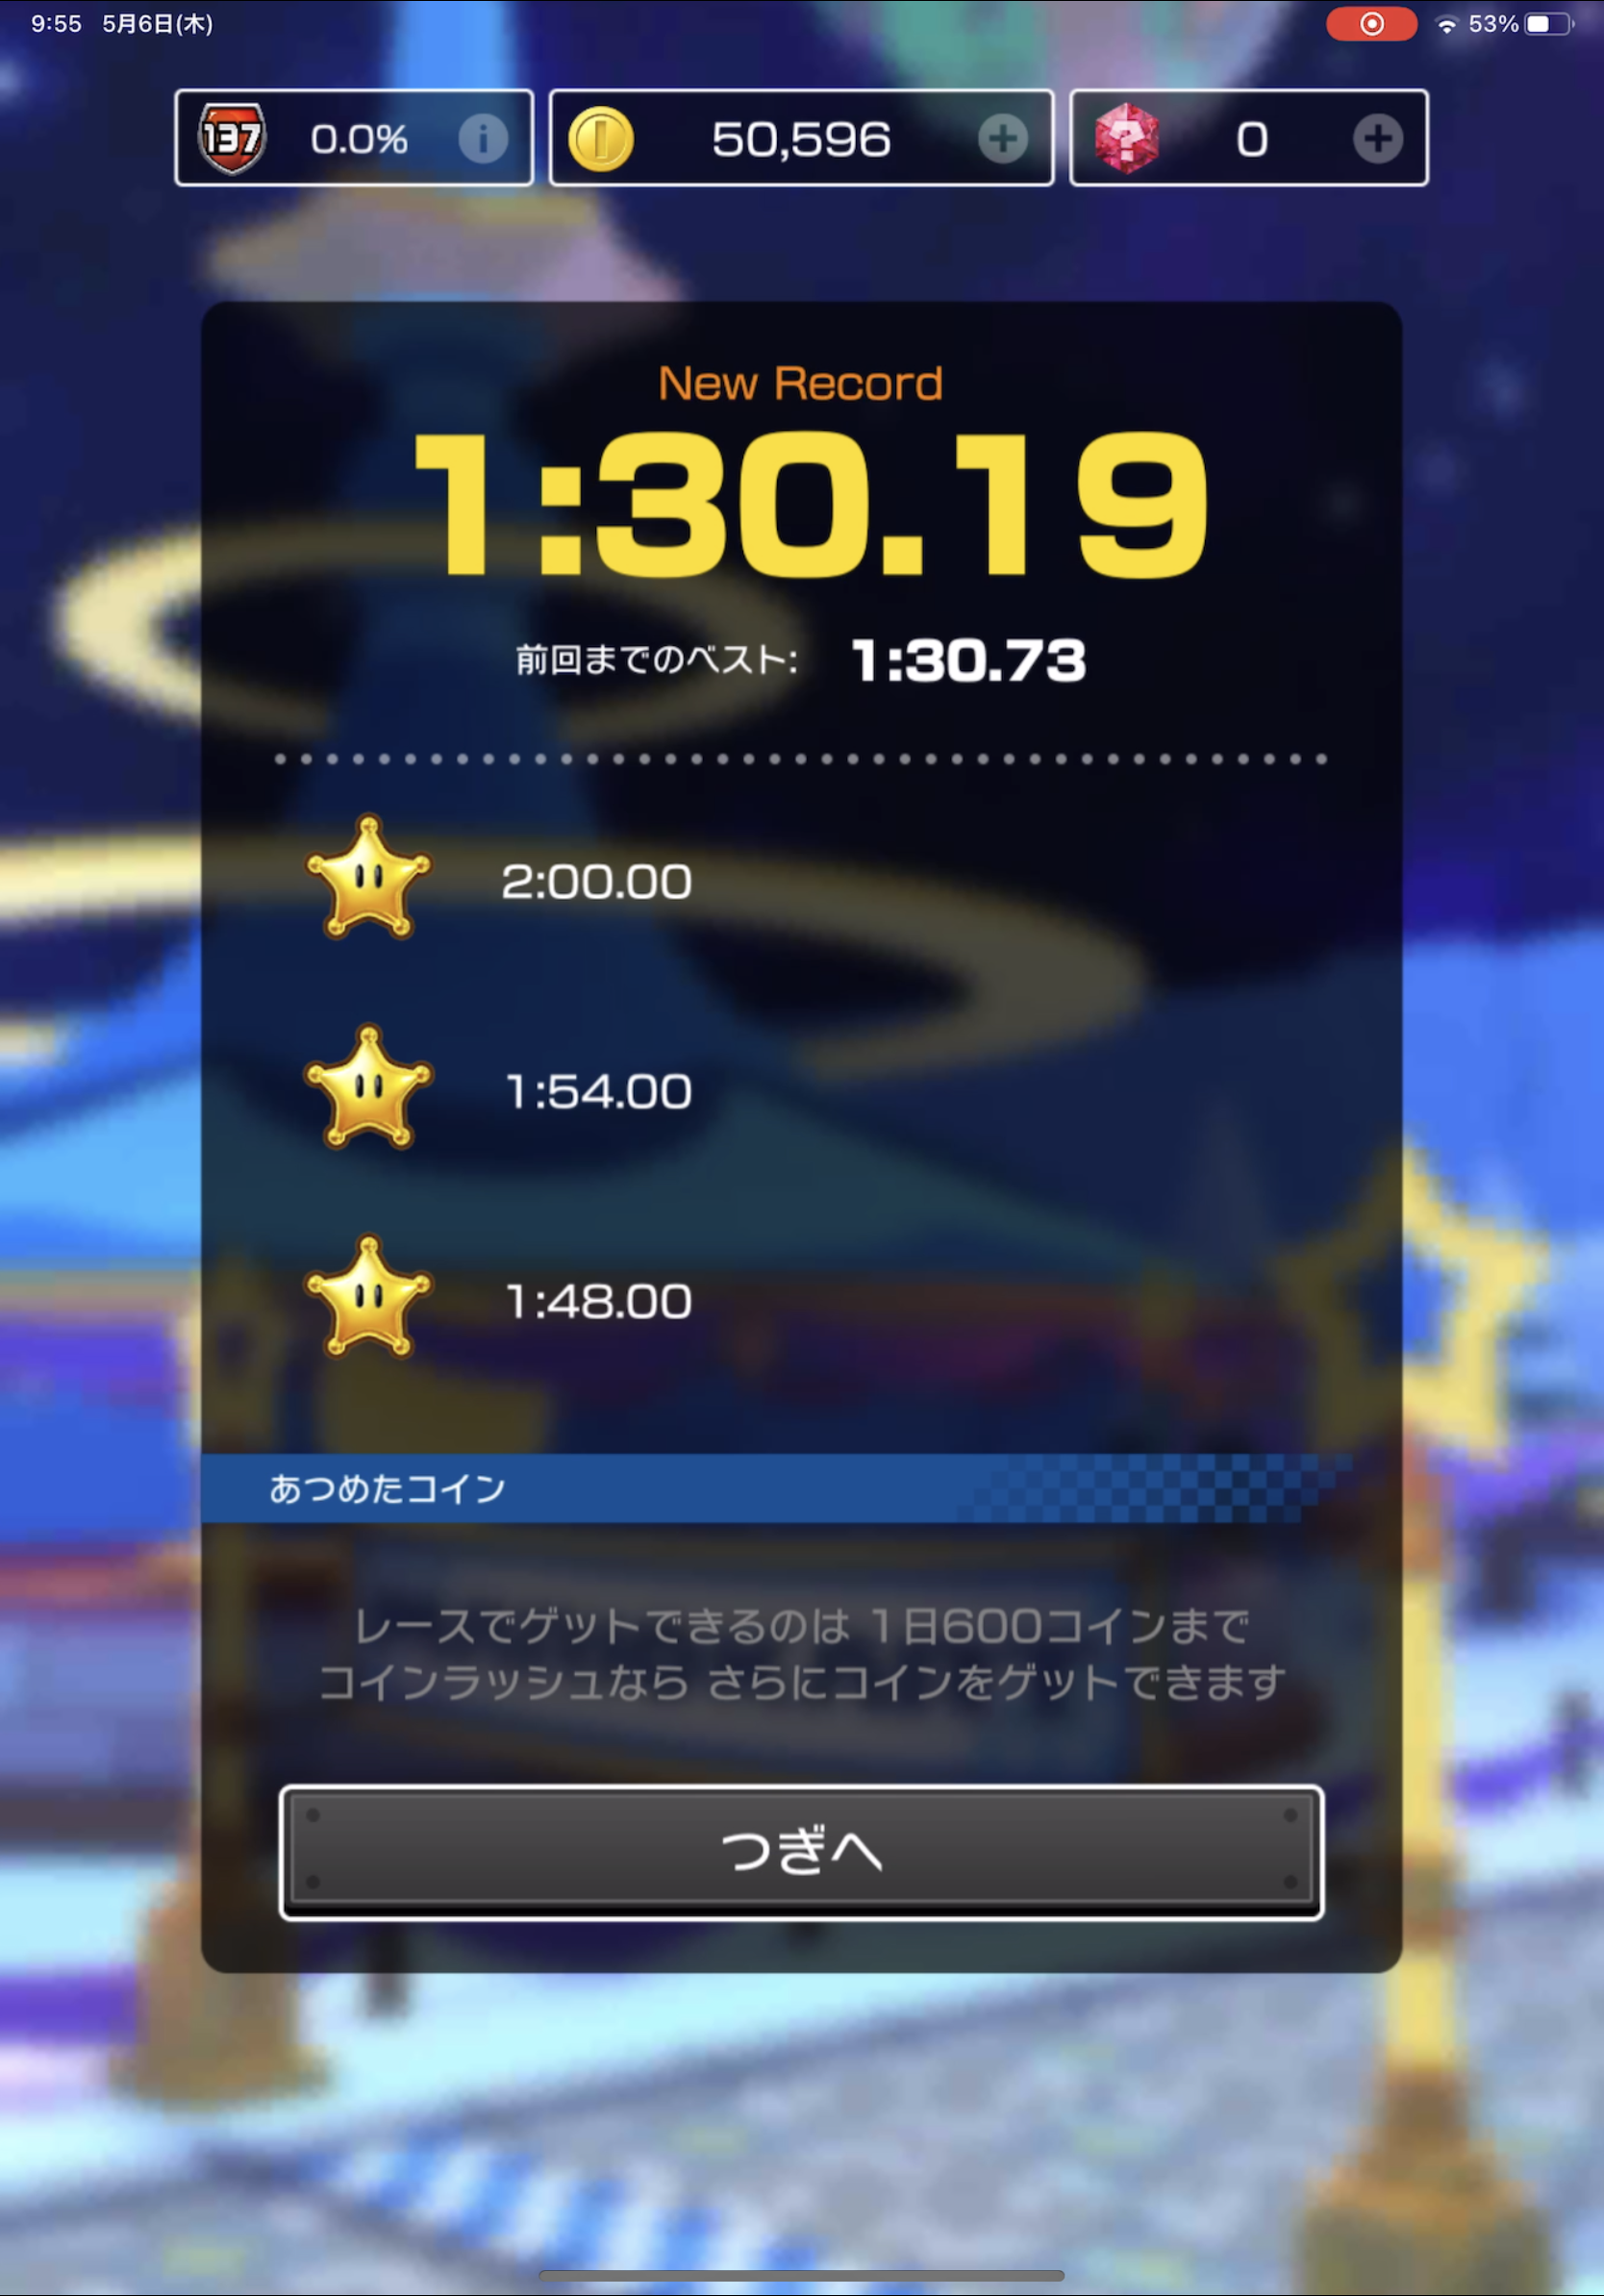 9:55 5月6日(木) 53%
137 0.0% 50,596 0
New Record
1:30.19
前回までのベスト: 1:30.73
2:00.00
1:54.00
1:48.00
あつめたコイン
レースでゲットできるのは 1日600コインまで
コインラッシュなら さらにコインをゲットできます
つぎへ